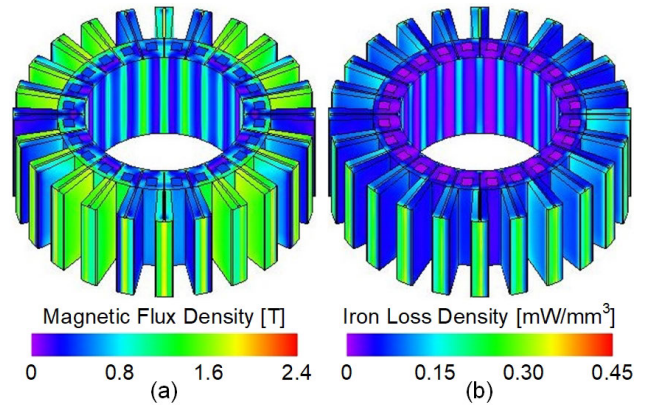 Magnetic Flux Density [T]
0 0.8 1.6 2.4
(a)
Iron Loss Density [mW/mm³]
0 0.15 0.30 0.45
(b)